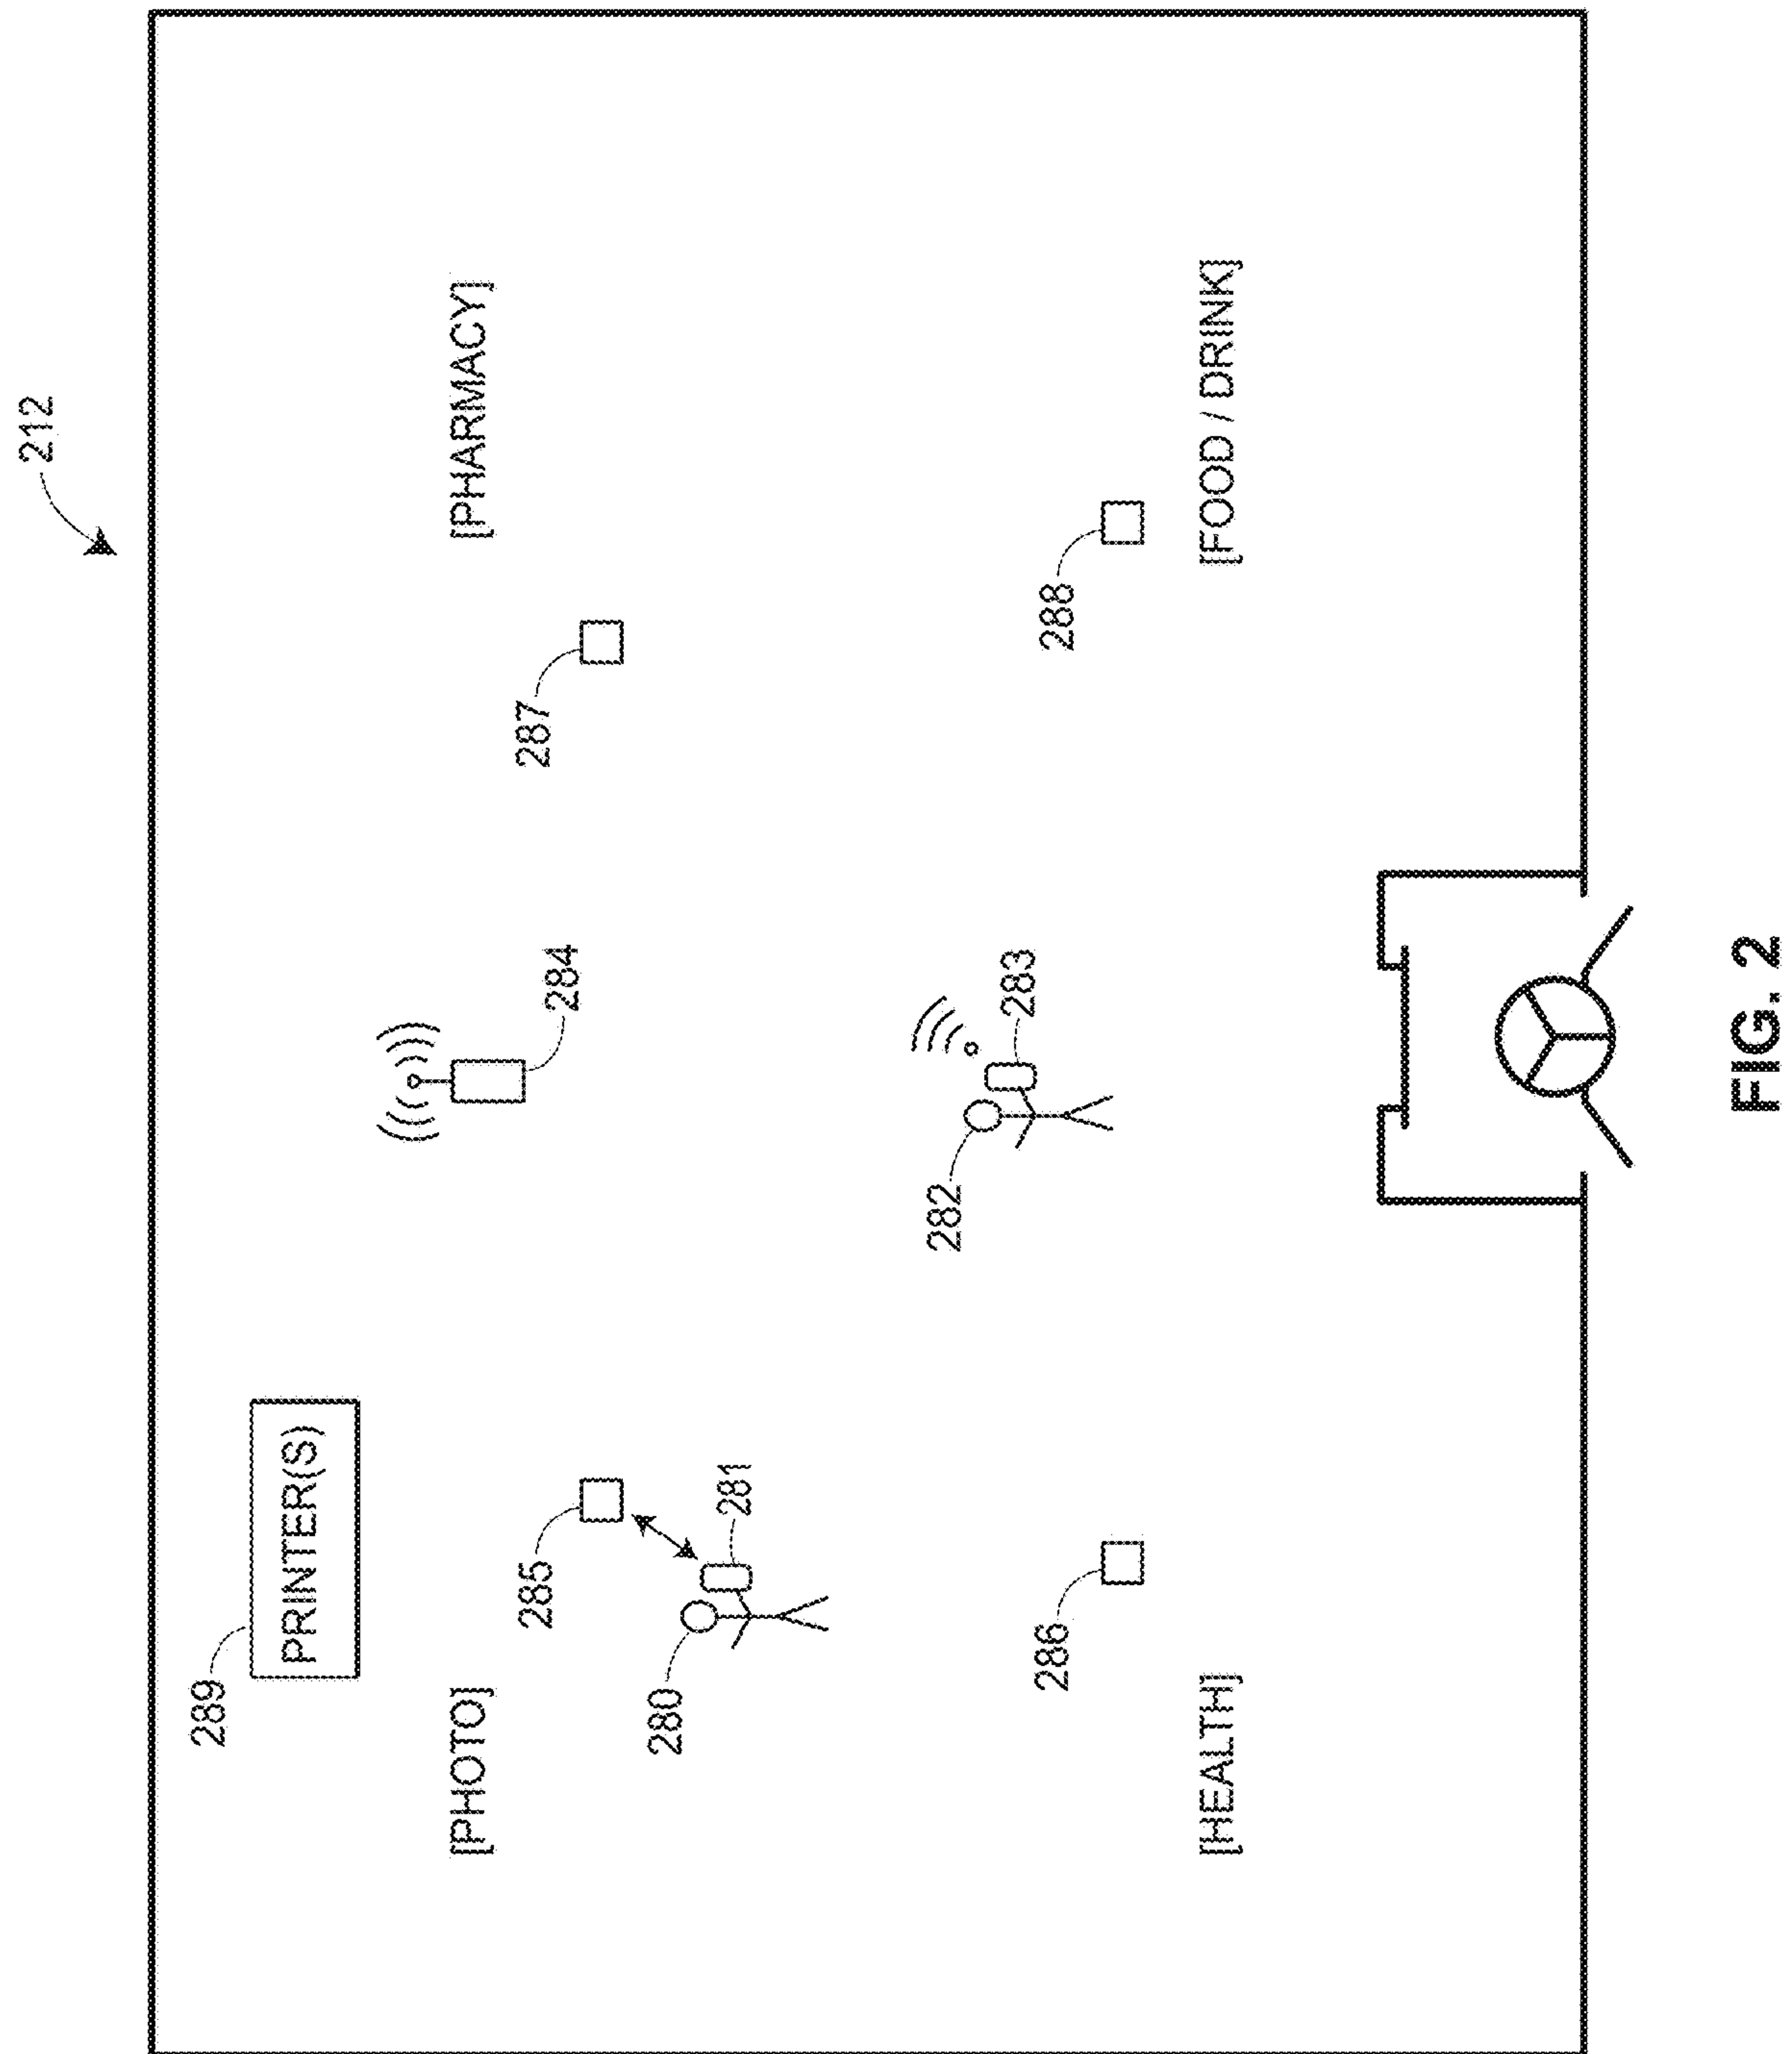 212
289
PRINTER(S)
[PHOTO]
[PHARMACY]
284
285
287
281
280
282
283
286
288
[HEALTH]
[FOOD / DRINK]
FIG. 2